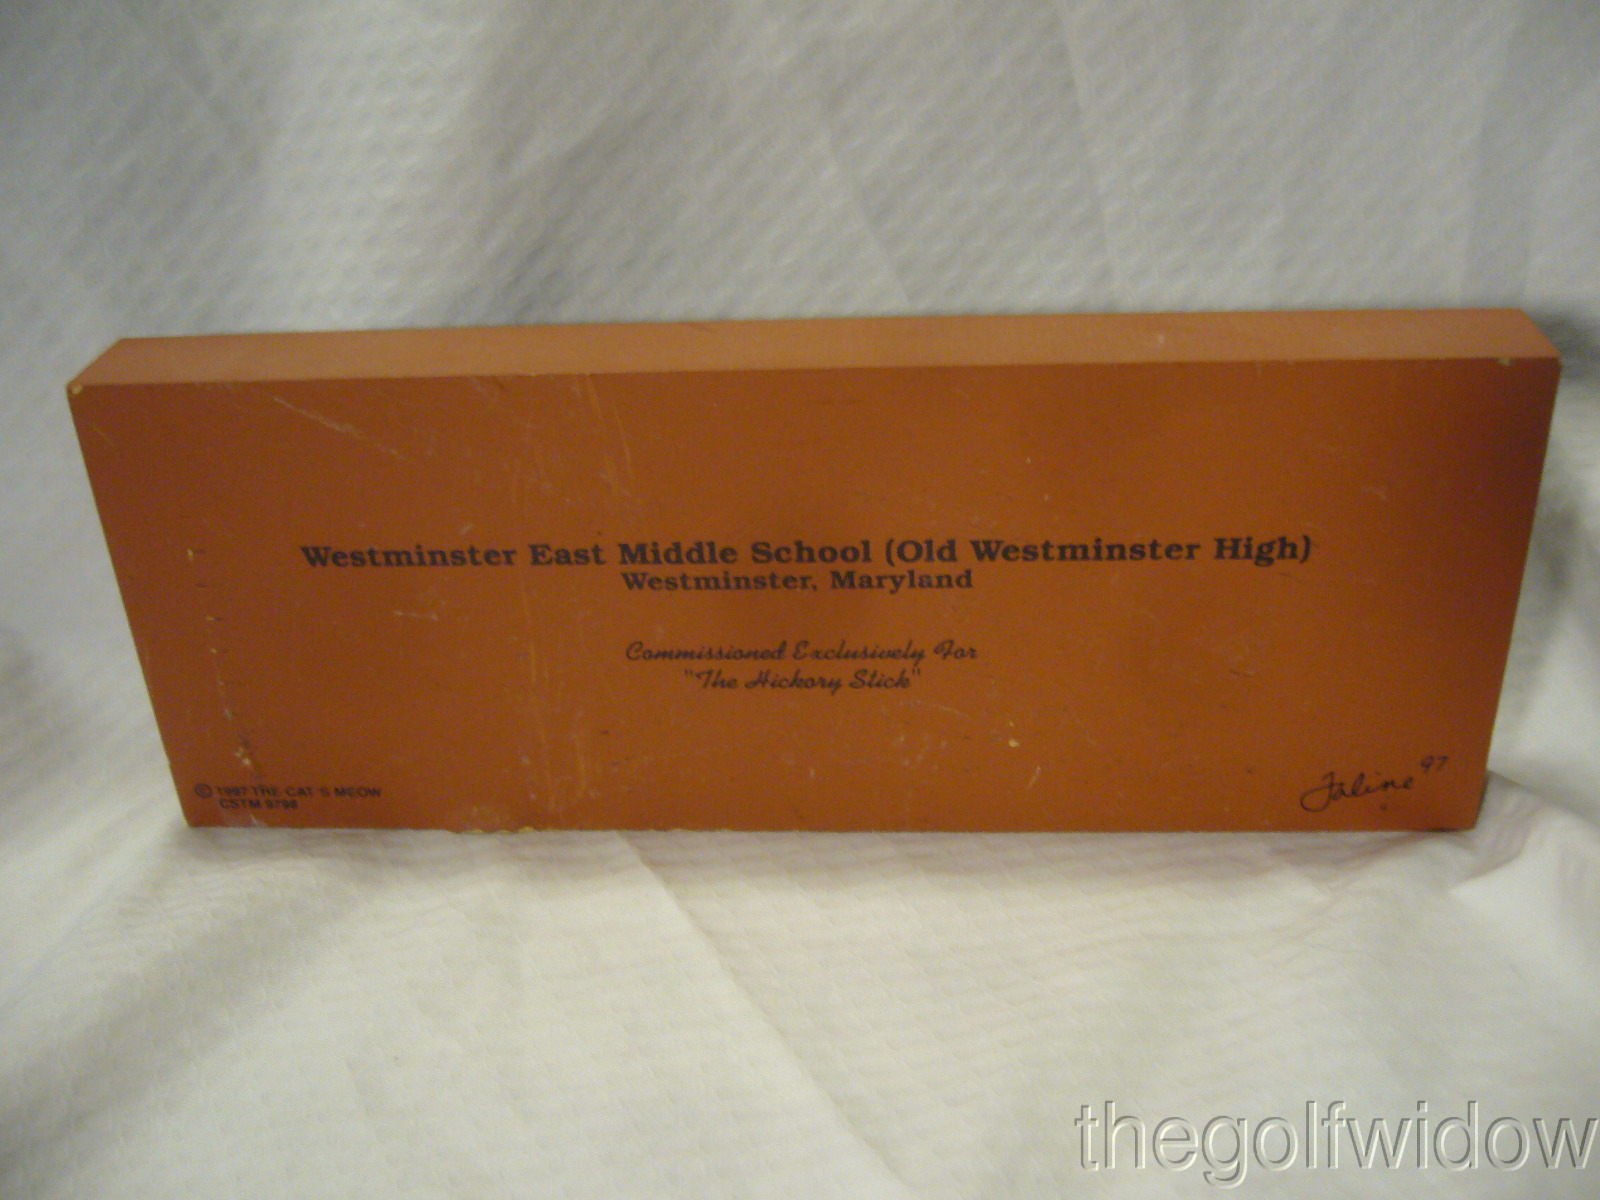 Westminster East Middle School (Old Westminster High)
Westminster, Maryland
Commissioned Exclusively For
"The Hickory Stick"
© 1997 THE CAT'S MEOW
CSTM 9798
Faline 97
thegolfwidow